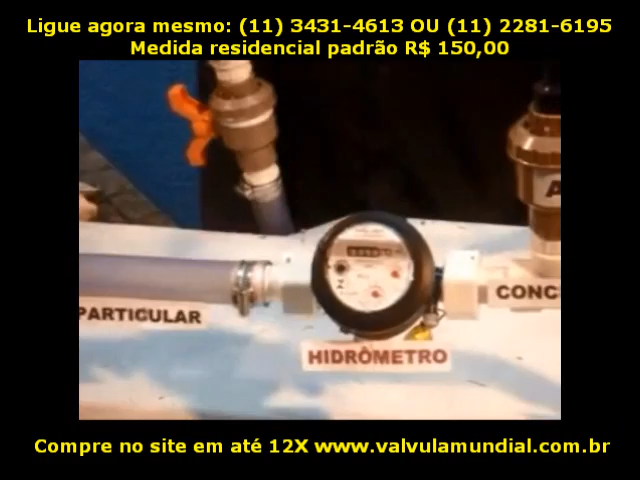 Ligue agora mesmo: (11) 3431-4613 OU (11) 2281-6195
Medida residencial padrão R$ 150,00
A
PARTICULAR
CONC
HIDRÔMETRO
Compre no site em até 12X www.valvulamundial.com.br